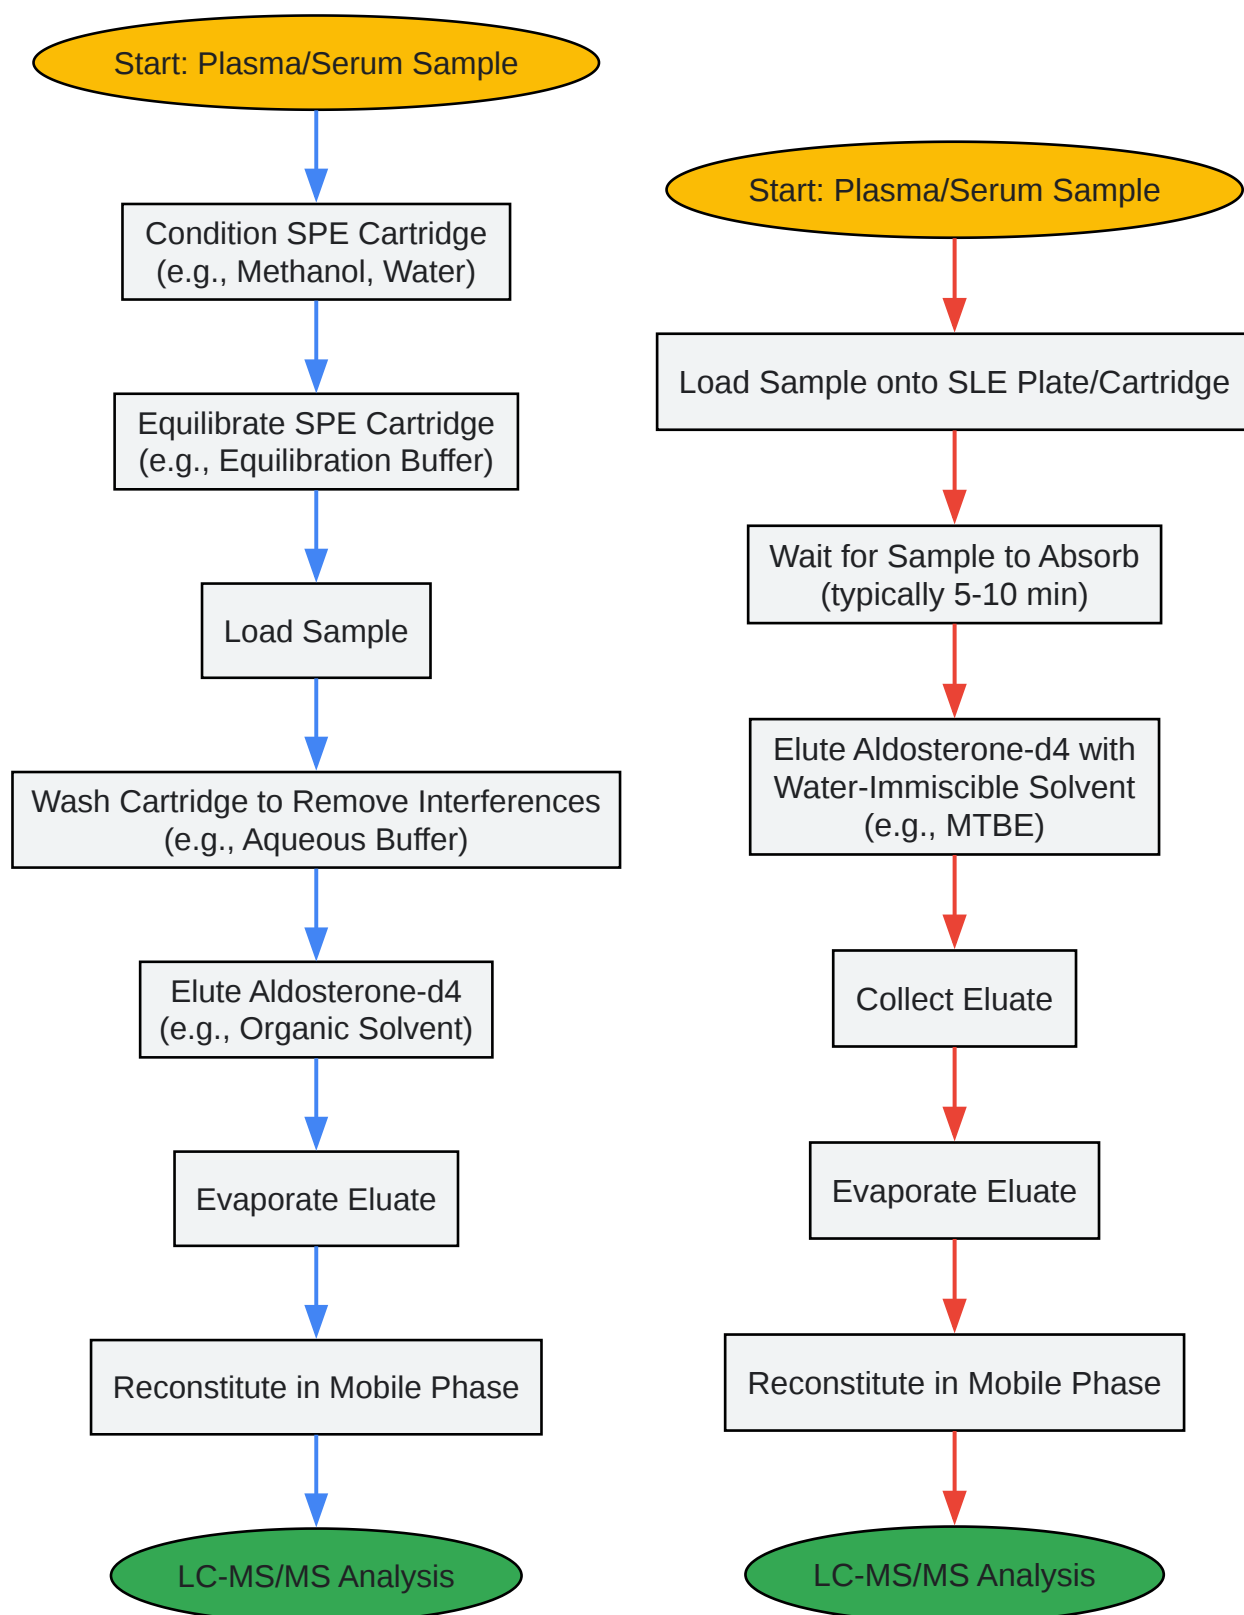 Start: Plasma/Serum Sample
Condition SPE Cartridge
(e.g., Methanol, Water)
Equilibrate SPE Cartridge
(e.g., Equilibration Buffer)
Load Sample
Wash Cartridge to Remove Interferences
(e.g., Aqueous Buffer)
Elute Aldosterone-d4
(e.g., Organic Solvent)
Evaporate Eluate
Reconstitute in Mobile Phase
LC-MS/MS Analysis
Start: Plasma/Serum Sample
Load Sample onto SLE Plate/Cartridge
Wait for Sample to Absorb
(typically 5-10 min)
Elute Aldosterone-d4 with
Water-Immiscible Solvent
(e.g., MTBE)
Collect Eluate
Evaporate Eluate
Reconstitute in Mobile Phase
LC-MS/MS Analysis